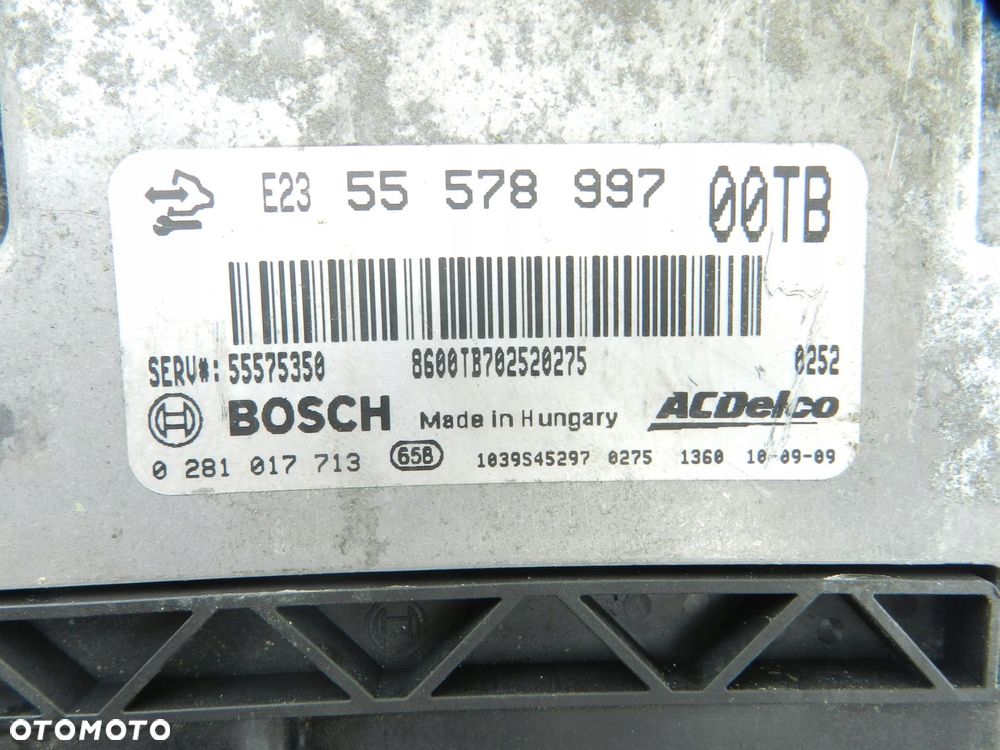 E23 55 578 997 00TB
SERV#: 55575350 8600TB702520275 0252
BOSCH Made in Hungary ACDelco
0 281 017 713 65B 1039S45297 0275 1360 10-09-09
OTOMOTO